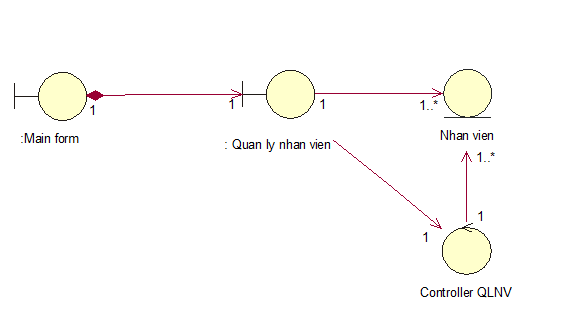 1
1
1
1..*
:Main form
: Quan ly nhan vien
Nhan vien
1..*
1
1
Controller QLNV